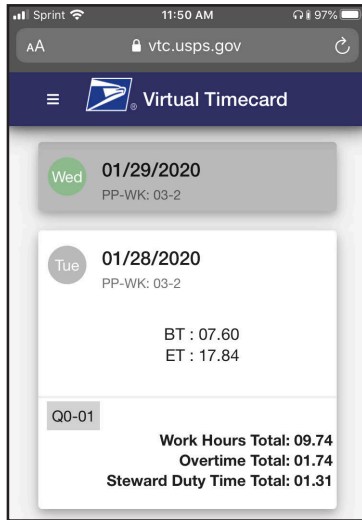 Sprint 11:50 AM 97%
AA vtc.usps.gov
® Virtual Timecard
Wed 01/29/2020
PP-WK: 03-2
Tue 01/28/2020
PP-WK: 03-2
BT : 07.60
ET : 17.84
Q0-01
Work Hours Total: 09.74
Overtime Total: 01.74
Steward Duty Time Total: 01.31